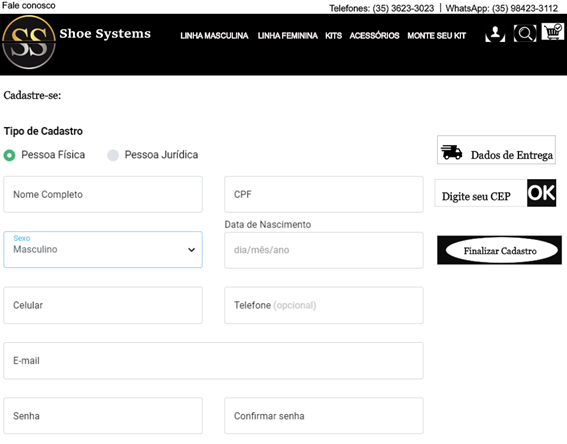 Fale conosco
Telefones: (35) 3623-3023 | WhatsApp: (35) 98423-3112
SS
Shoe Systems
LINHA MASCULINA LINHA FEMININA KITS ACESSÓRIOS MONTE SEU KIT
Cadastre-se:
Tipo de Cadastro
Pessoa Física Pessoa Jurídica
Dados de Entrega
Nome Completo CPF
Digite seu CEP OK
Data de Nascimento
Sexo
Masculino dia/mês/ano
Finalizar Cadastro
Celular Telefone (opcional)
E-mail
Senha Confirmar senha